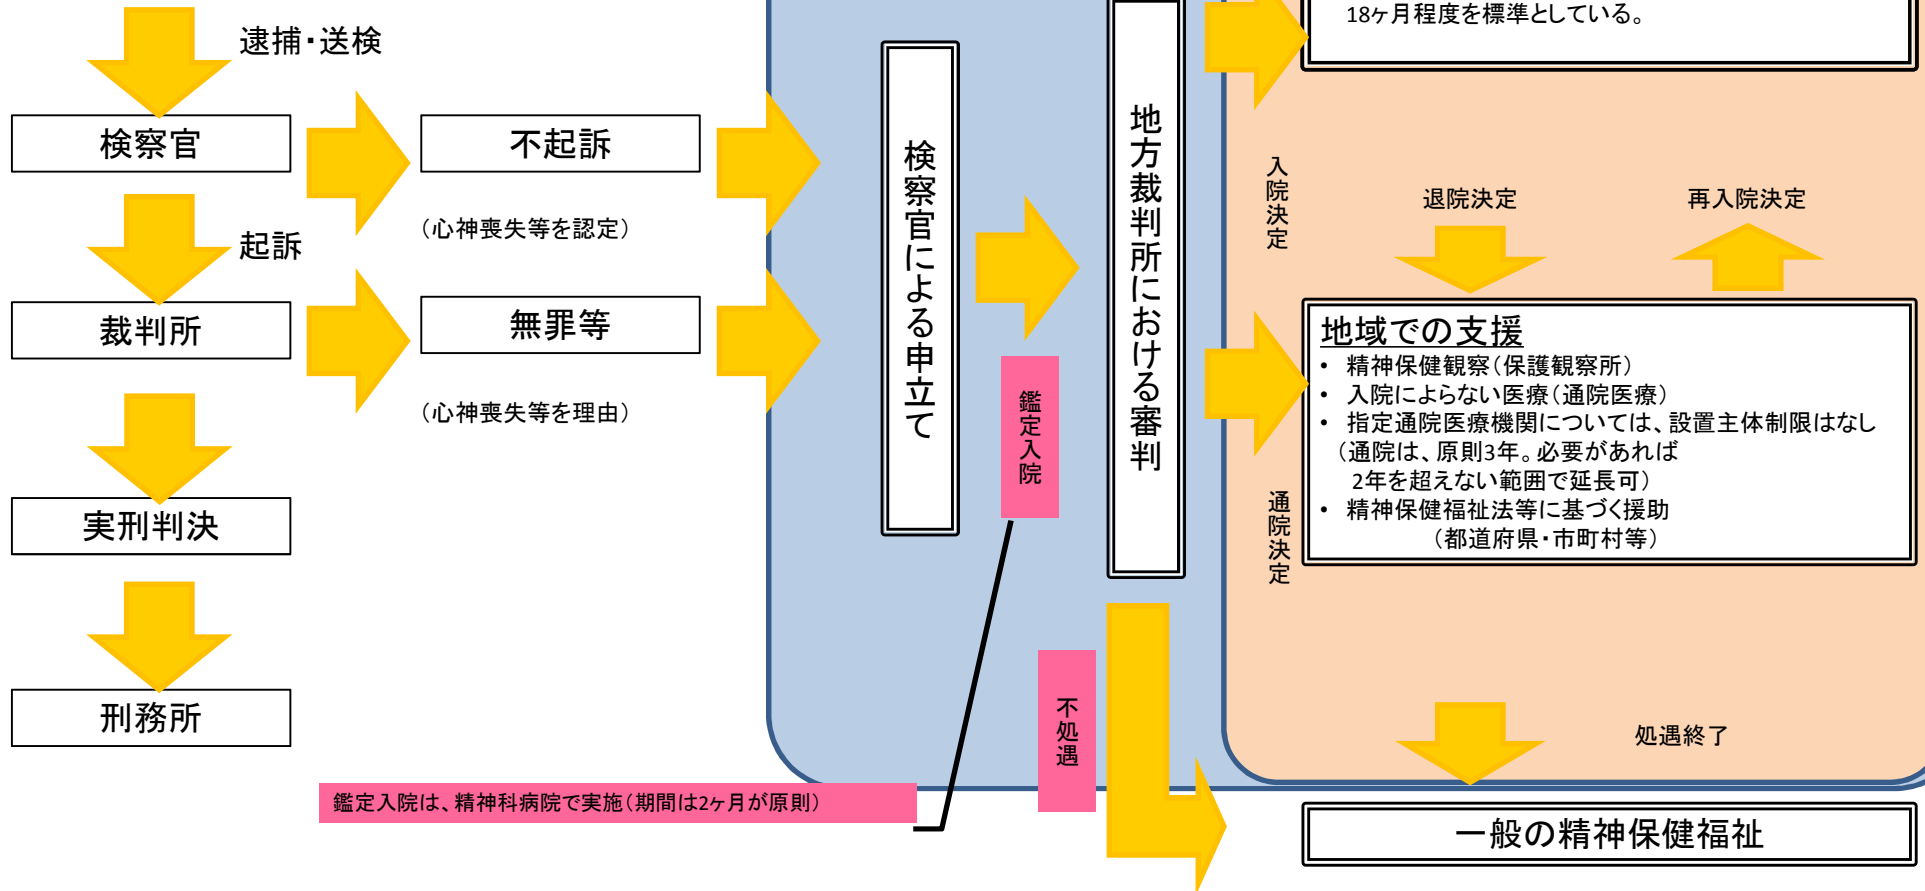 18ヶ月程度を標準としている。
逮捕・送検
検察官
不起訴
(心神喪失等を認定)
起訴
裁判所
無罪等
(心神喪失等を理由)
実刑判決
刑務所
検察官による申立て
鑑定入院
地方裁判所における審判
入院決定
退院決定
再入院決定
地域での支援
• 精神保健観察(保護観察所)
• 入院によらない医療(通院医療)
• 指定通院医療機関については、設置主体制限はなし
(通院は、原則3年。必要があれば
2年を超えない範囲で延長可)
• 精神保健福祉法等に基づく援助
(都道府県・市町村等)
通院決定
不処遇
処遇終了
鑑定入院は、精神科病院で実施(期間は2ヶ月が原則)
一般の精神保健福祉